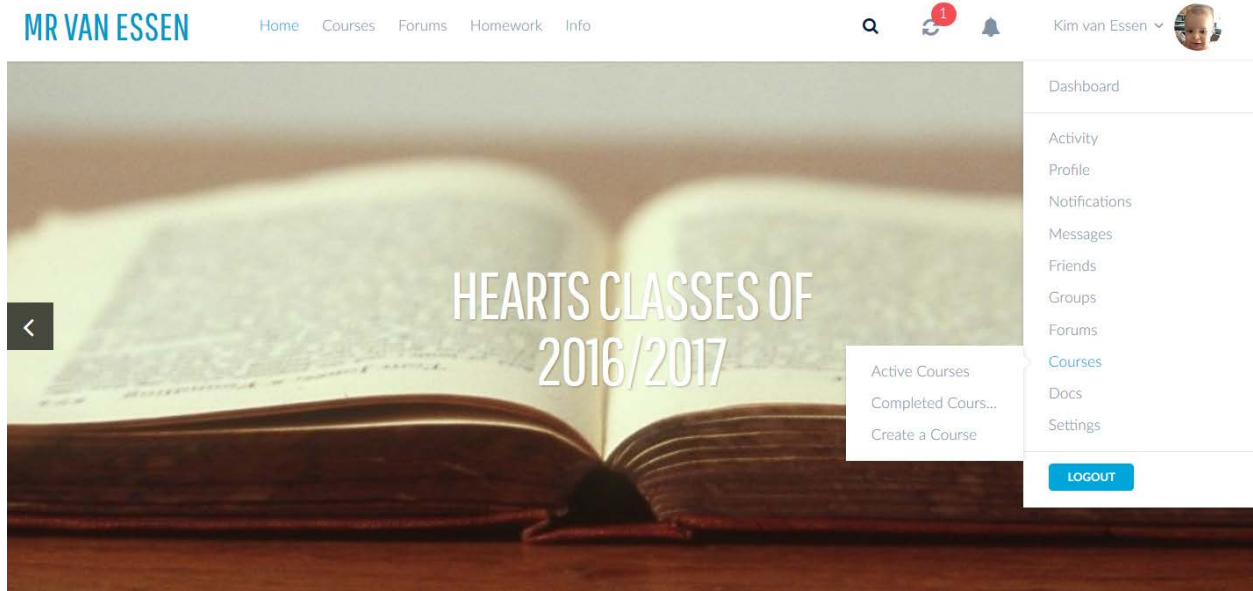 MR VAN ESSEN
Home Courses Forums Homework Info
1
Kim van Essen
Dashboard
Activity
Profile
Notifications
Messages
Friends
Groups
Forums
Courses
Docs
Settings
LOGOUT
HEARTS CLASSES OF
2016/2017
Active Courses
Completed Cours...
Create a Course